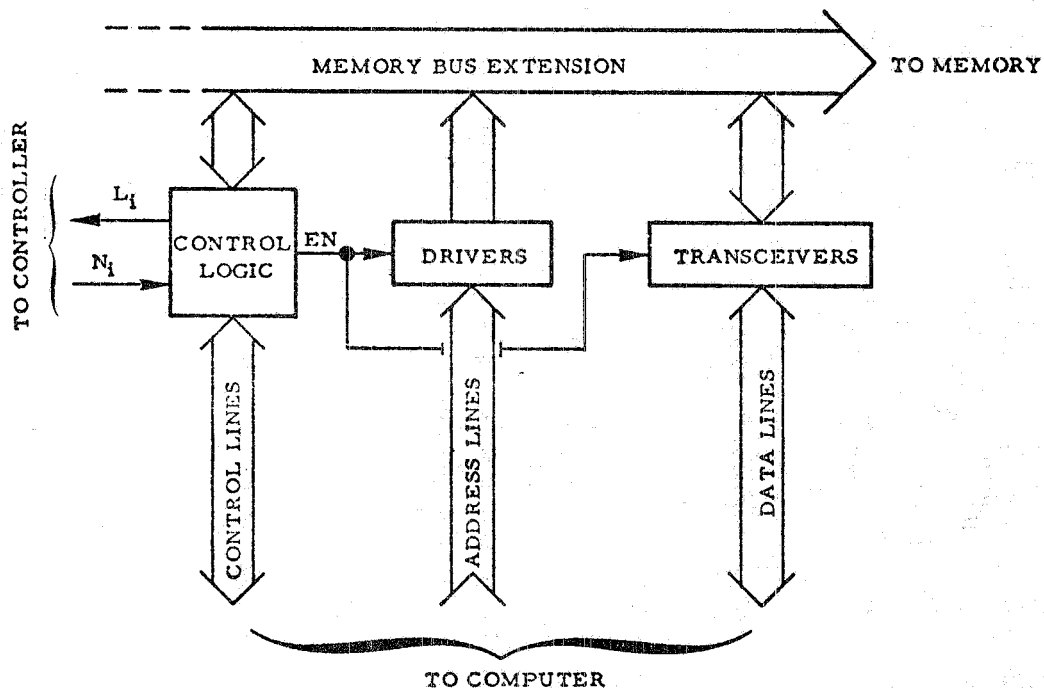 MEMORY BUS EXTENSION
TO MEMORY
TO CONTROLLER
Li
Ni
CONTROL
LOGIC
EN
DRIVERS
TRANSCEIVERS
CONTROL LINES
ADDRESS LINES
DATA LINES
TO COMPUTER